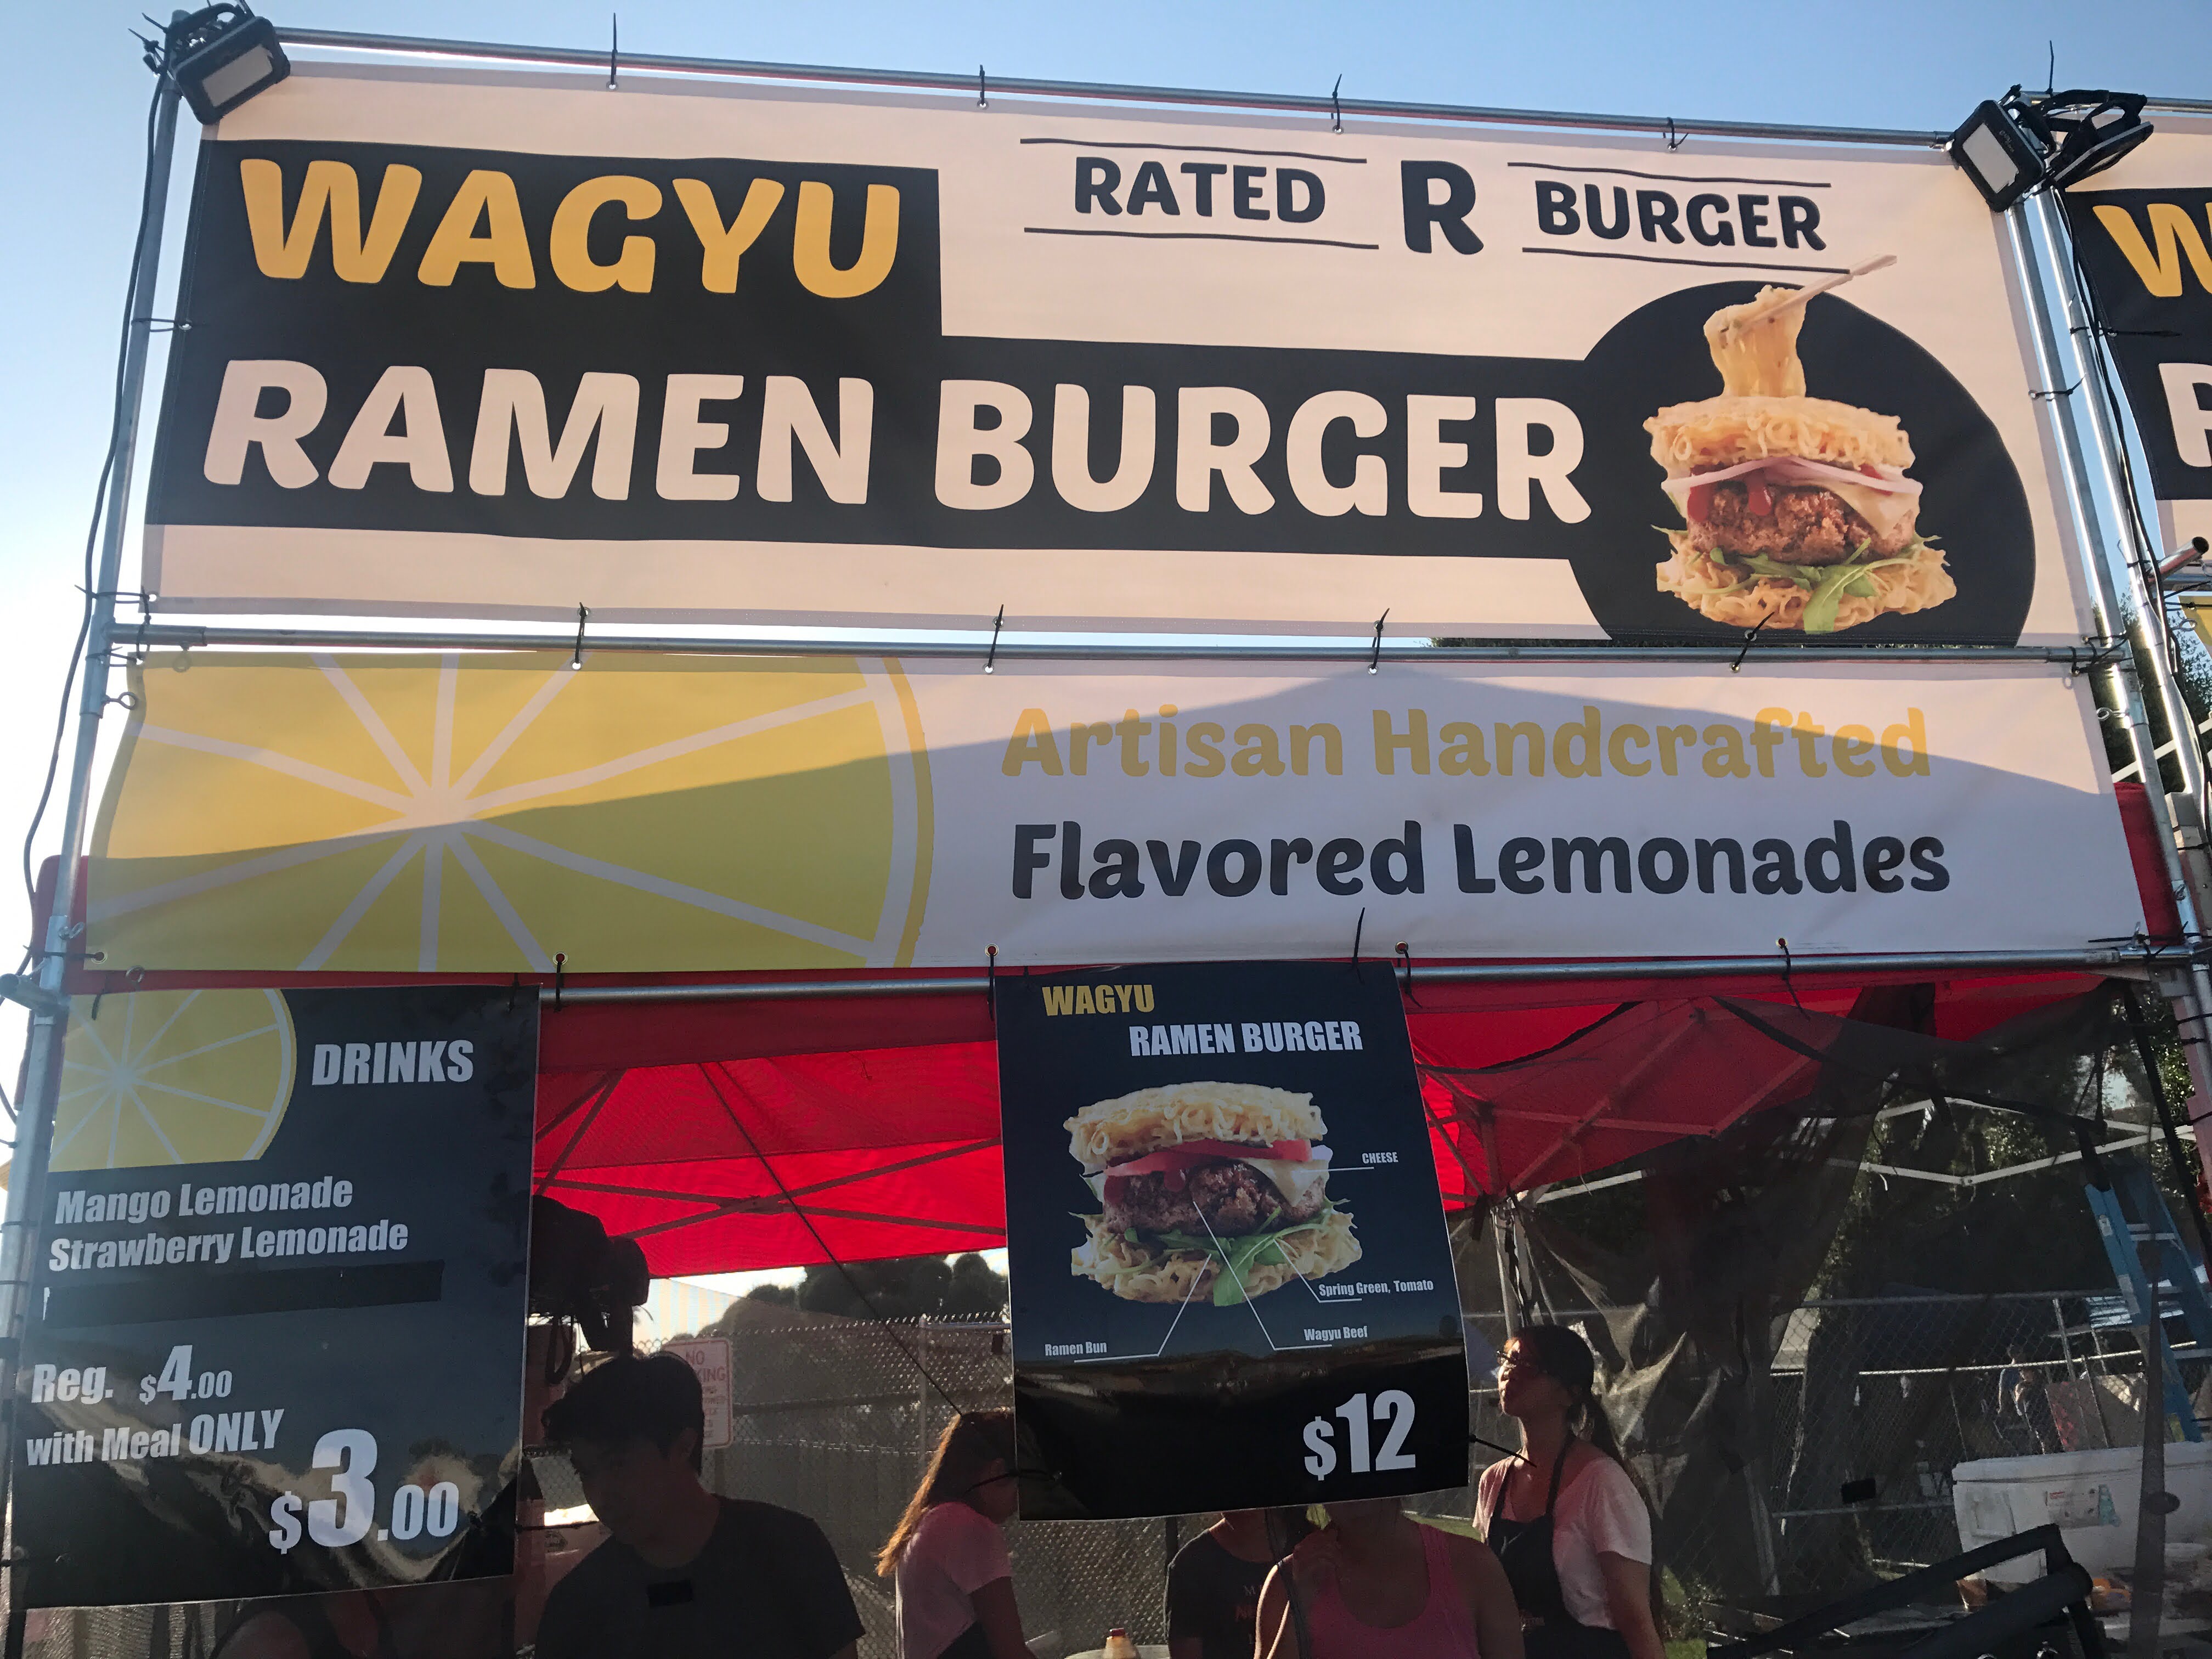 WAGYU
RATED R BURGER
RAMEN BURGER
Artisan Handcrafted
Flavored Lemonades
DRINKS
Mango Lemonade
Strawberry Lemonade
Reg. $4.00
with Meal ONLY
$3.00
WAGYU
RAMEN BURGER
CHEESE
Spring Green, Tomato
Wagyu Beef
Ramen Bun
$12
NO
W
R